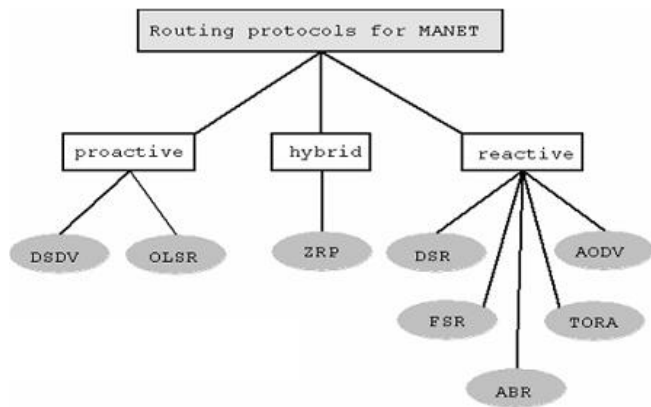 Routing protocols for MANET
proactive
hybrid
reactive
DSDV
OLSR
ZRP
DSR
AODV
FSR
TORA
ABR